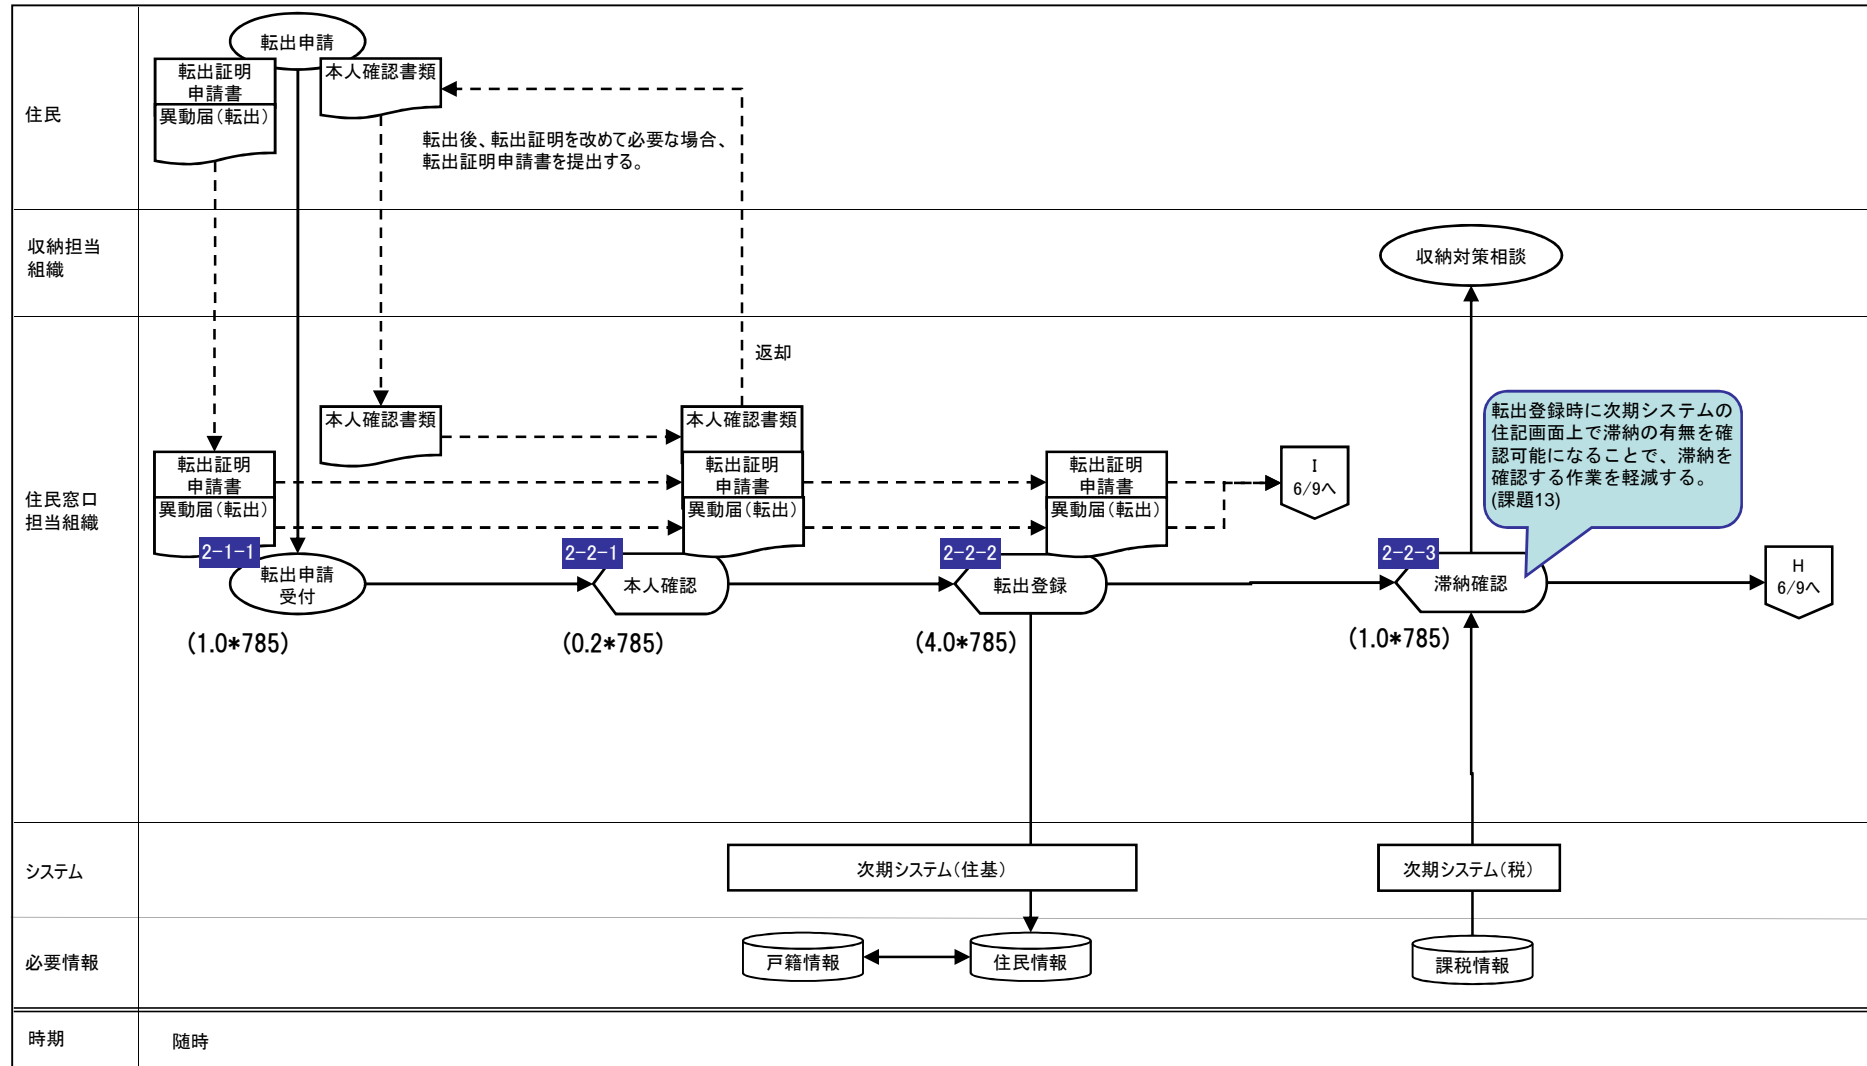 住民
転出申請
転出証明
申請書
異動届(転出)
本人確認書類
転出後、転出証明を改めて必要な場合、
転出証明申請書を提出する。
収納担当
組織
収納対策相談
住民窓口
担当組織
返却
本人確認書類
本人確認書類
転出証明
申請書
異動届(転出)
転出証明
申請書
異動届(転出)
転出証明
申請書
異動届(転出)
I
6/9へ
転出登録時に次期システムの
住記画面上で滞納の有無を確
認可能になることで、滞納を
確認する作業を軽減する。
(課題13)
2-1-1
転出申請
受付
(1.0*785)
2-2-1
本人確認
(0.2*785)
2-2-2
転出登録
(4.0*785)
2-2-3
滞納確認
(1.0*785)
H
6/9へ
システム
次期システム(住基)
次期システム(税)
必要情報
戸籍情報
住民情報
課税情報
時期
随時